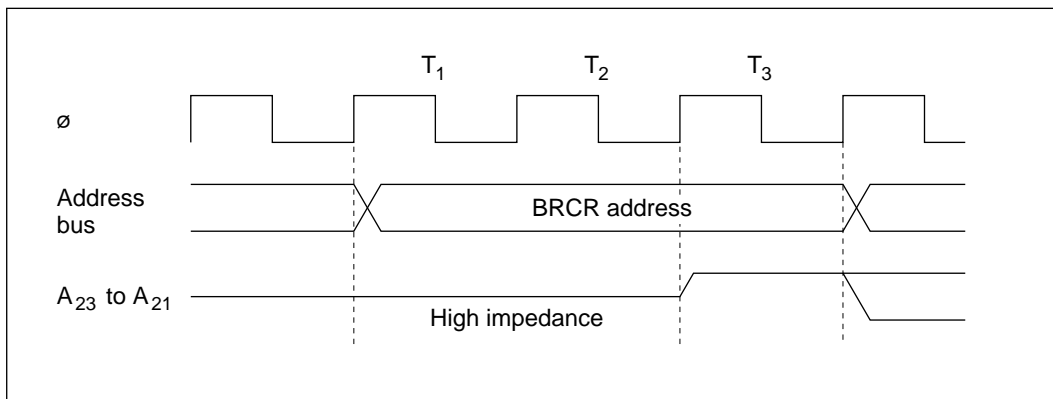 T1 T2 T3
ø
Address bus
BRCR address
A23 to A21
High impedance